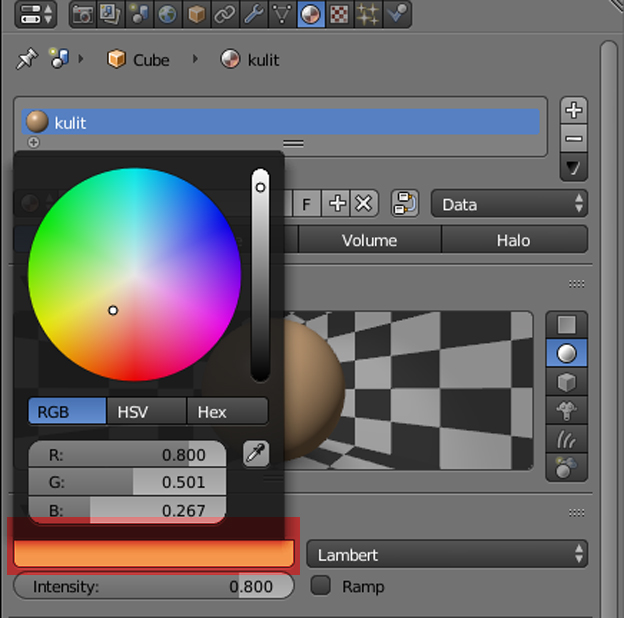 Cube kulit
kulit
F Data
Volume Halo
RGB HSV Hex
R: 0.800
G: 0.501
B: 0.267
Lambert
Intensity: 0.800 Ramp